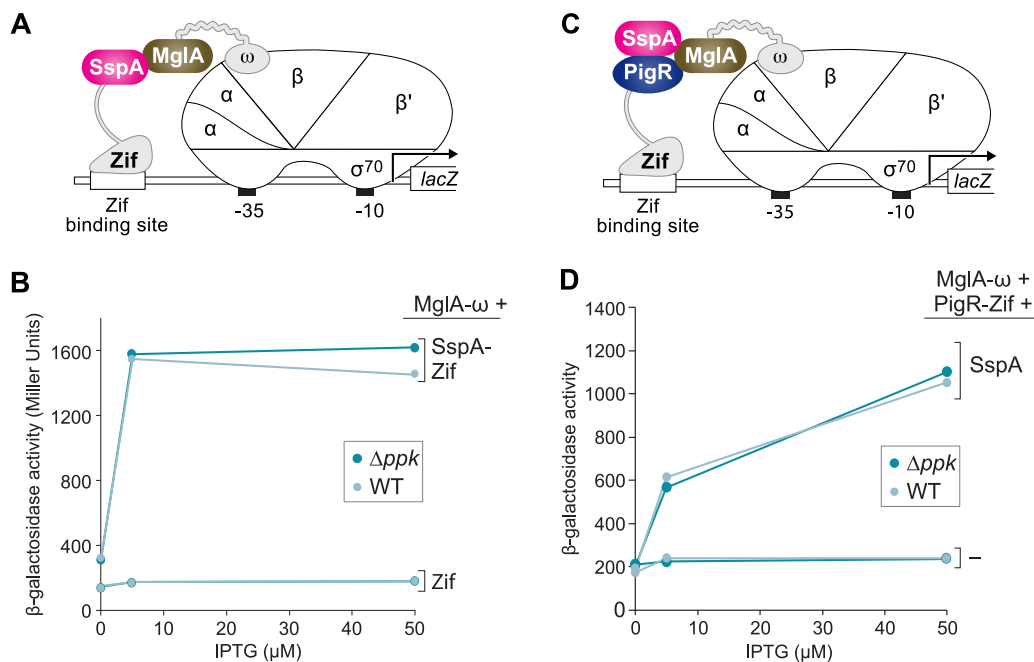 A
SspA
MglA
ω
β
α
α
β'
σ70
Zif
lacZ
Zif
binding site
-35
-10
C
SspA
PigR
MglA
ω
β
α
α
β'
σ70
Zif
lacZ
Zif
binding site
-35
-10
B
MglA-ω +
β-galactosidase activity (Miller Units)
1600
1200
800
400
0
SspA-
Zif
Δppk
WT
Zif
0 10 20 30 40 50
IPTG (μM)
D
MglA-ω +
PigR-Zif +
β-galactosidase activity
1400
1200
1000
800
600
400
200
0
SspA
Δppk
WT
–
0 10 20 30 40 50
IPTG (μM)